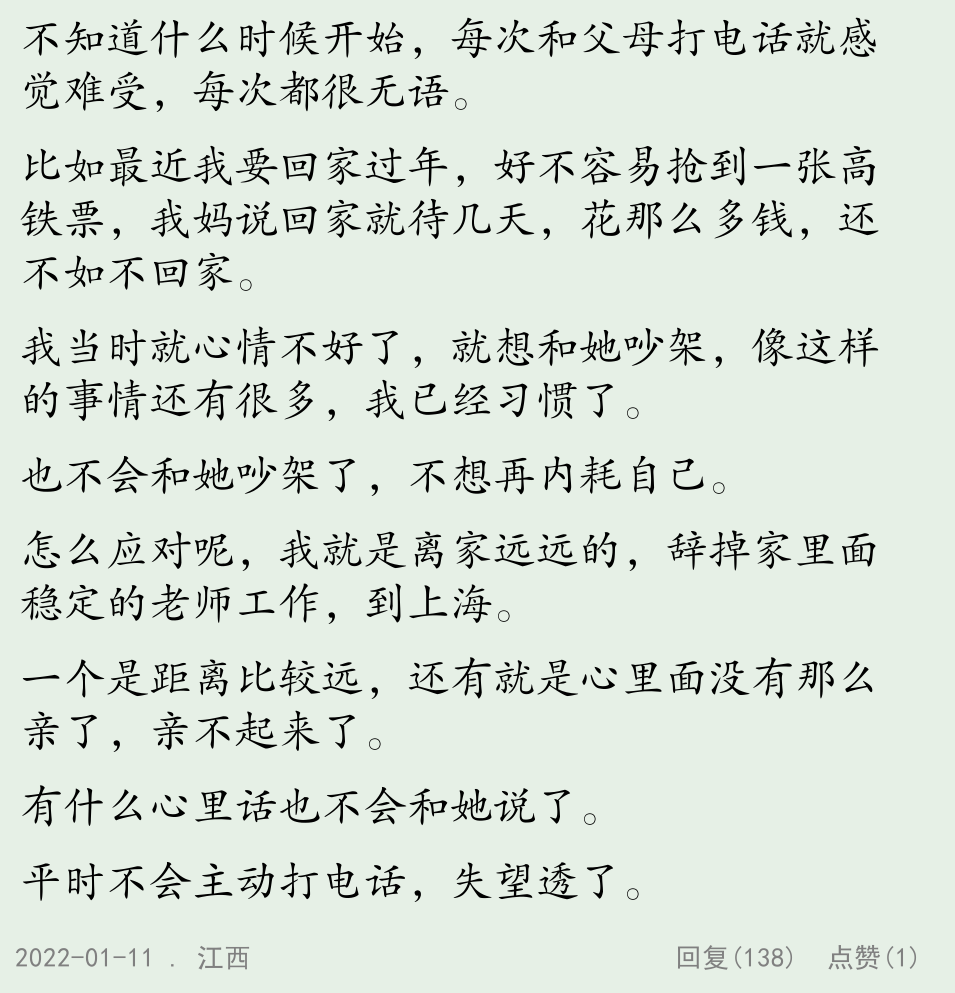 不知道什么时候开始，每次和父母打电话就感
觉难受，每次都很无语。
比如最近我要回家过年，好不容易抢到一张高
铁票，我妈说回家就待几天，花那么多钱，还
不如不回家。
我当时就心情不好了，就想和她吵架，像这样
的事情还有很多，我已经习惯了。
也不会和她吵架了，不想再内耗自己。
怎么应对呢，我就是离家远远的，辞掉家里面
稳定的老师工作，到上海。
一个是距离比较远，还有就是心里面没有那么
亲了，亲不起来了。
有什么心里话也不会和她说了。
平时不会主动打电话，失望透了。
2022-01-11 . 江西 回复(138) 点赞(1)